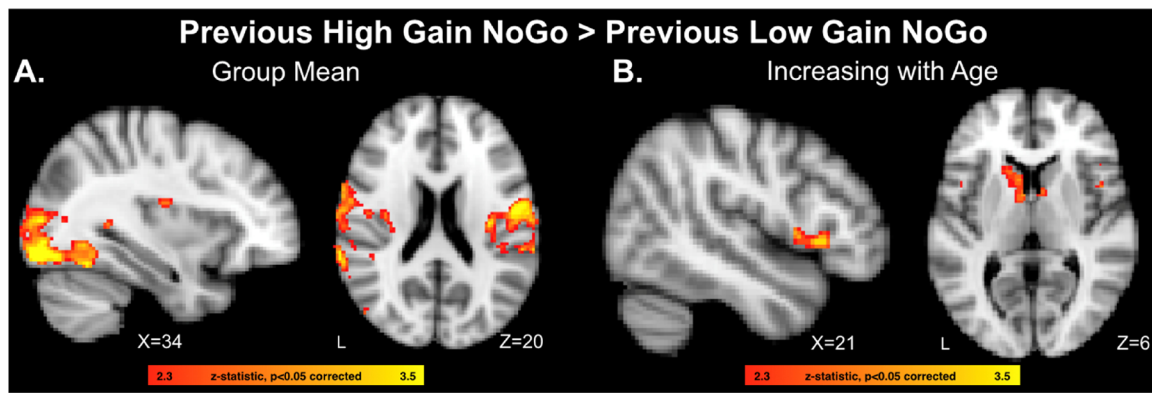 Previous High Gain NoGo > Previous Low Gain NoGo
A.
Group Mean
B.
Increasing with Age
X=34
L
Z=20
X=21
L
Z=6
2.3 z-statistic, p<0.05 corrected 3.5
2.3 z-statistic, p<0.05 corrected 3.5